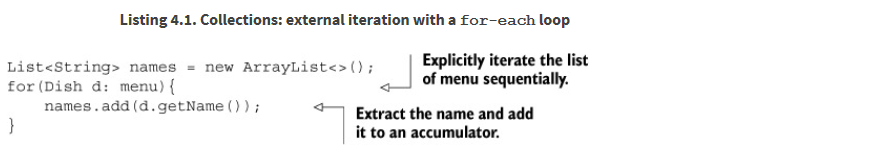 Listing 4.1. Collections: external iteration with a for-each loop
List<String> names = new ArrayList<>();
for(Dish d: menu){
    names.add(d.getName());
}
Explicitly iterate the list
of menu sequentially.
Extract the name and add
it to an accumulator.